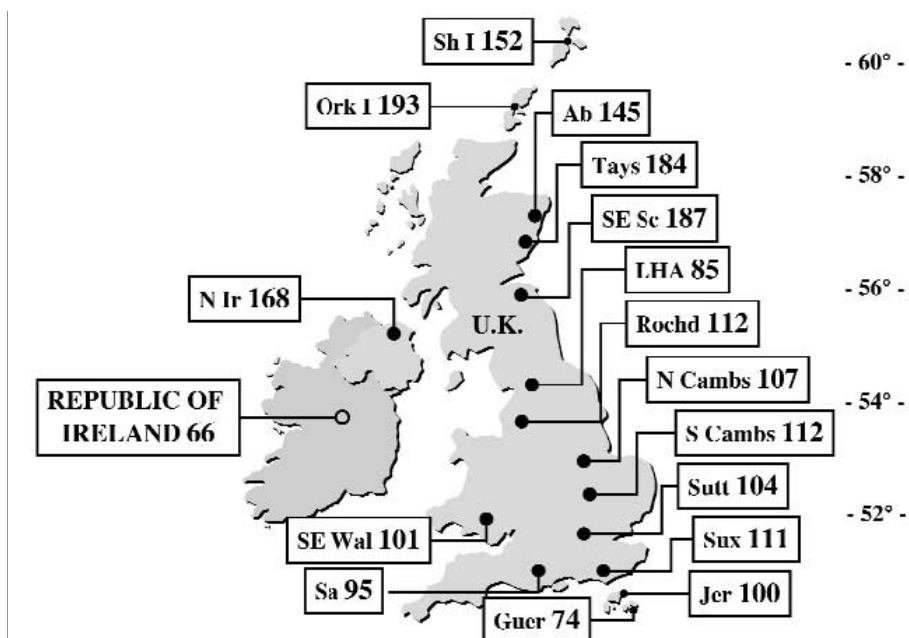 Sh I 152
- 60° -
Ork I 193
Ab 145
Tays 184
- 58° -
SE Sc 187
LHA 85
N Ir 168
- 56° -
U.K.
Rochd 112
N Cambs 107
REPUBLIC OF
IRELAND 66
- 54° -
S Cambs 112
Sutt 104
- 52° -
SE Wal 101
Sux 111
Sa 95
Jer 100
Guer 74